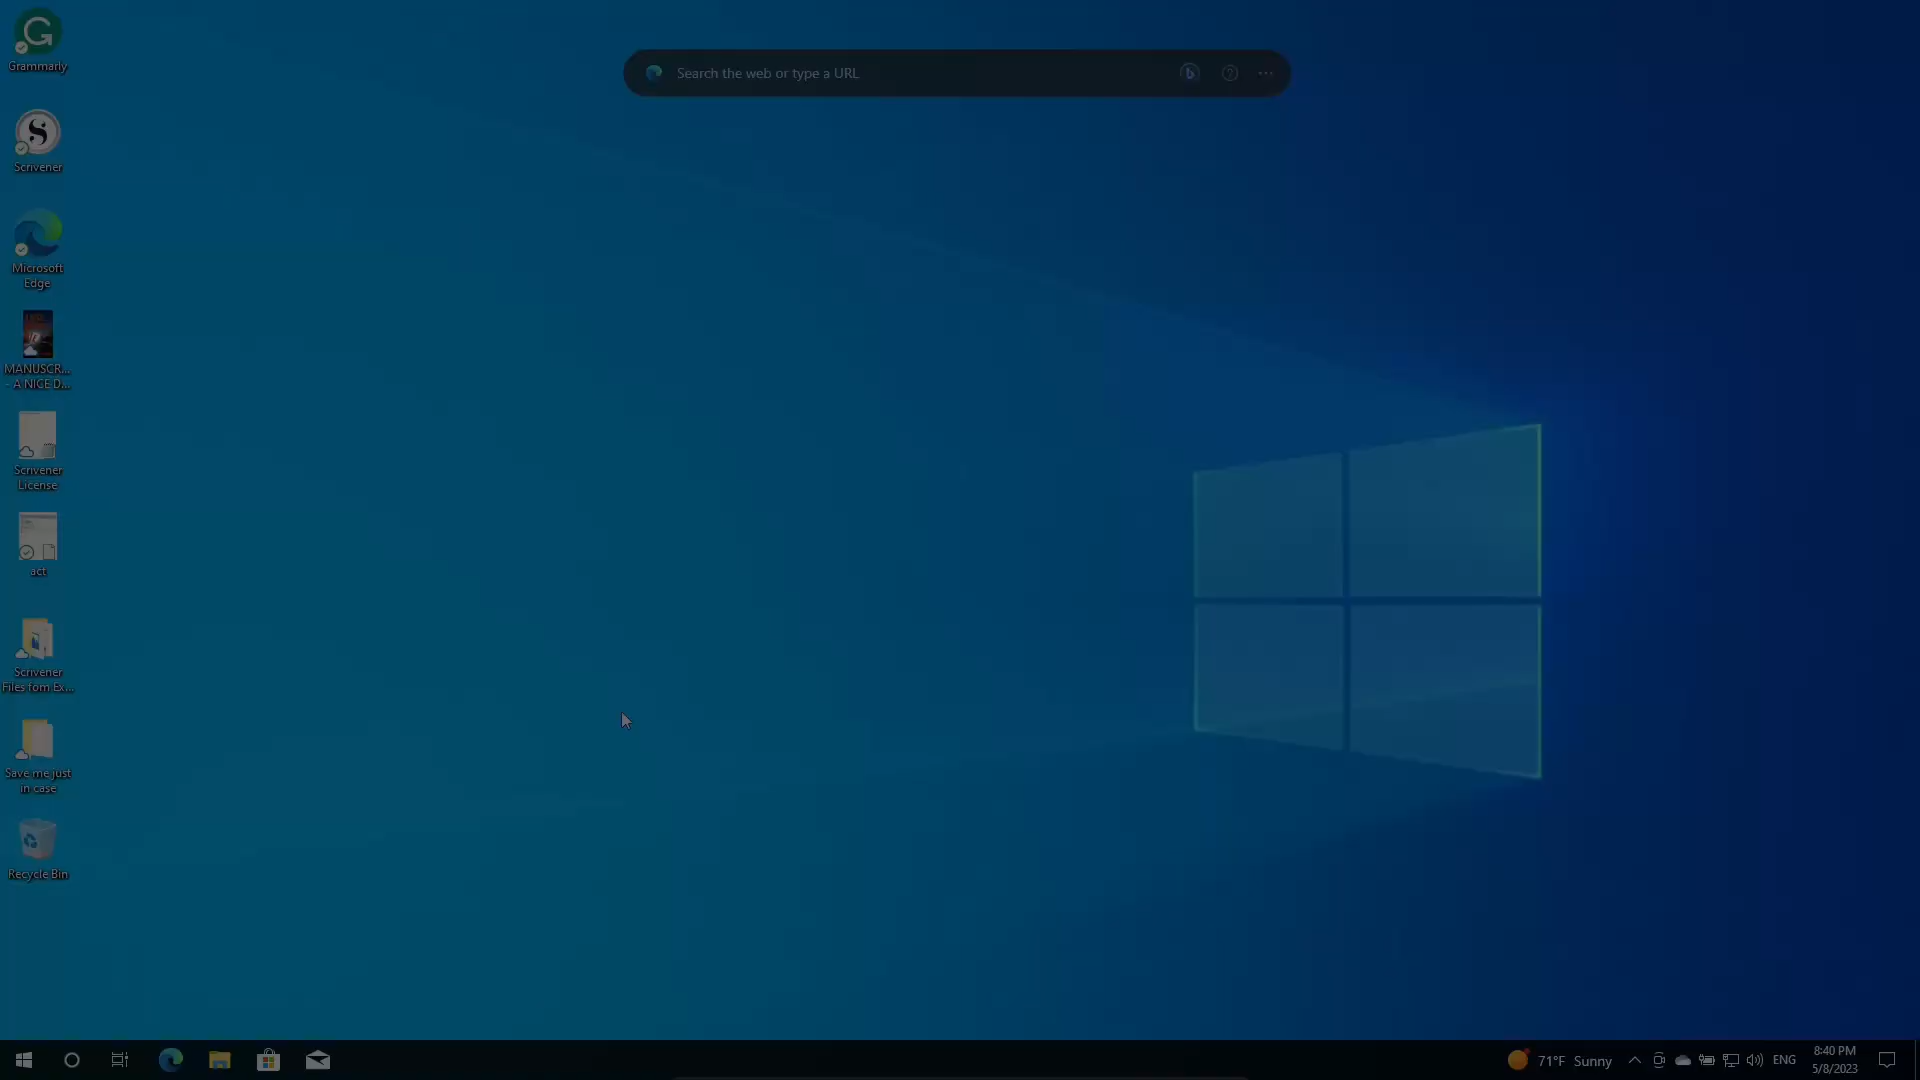 Search the web or type a URL
Grammarly
Scrivener
Microsoft
Edge
MANUSCR...
- A NICE D...
Scrivener
License
act
Scrivener
Files fom Ex...
Save me just
in case
Recycle Bin
71°F Sunny
ENG
8:40 PM
5/8/2023